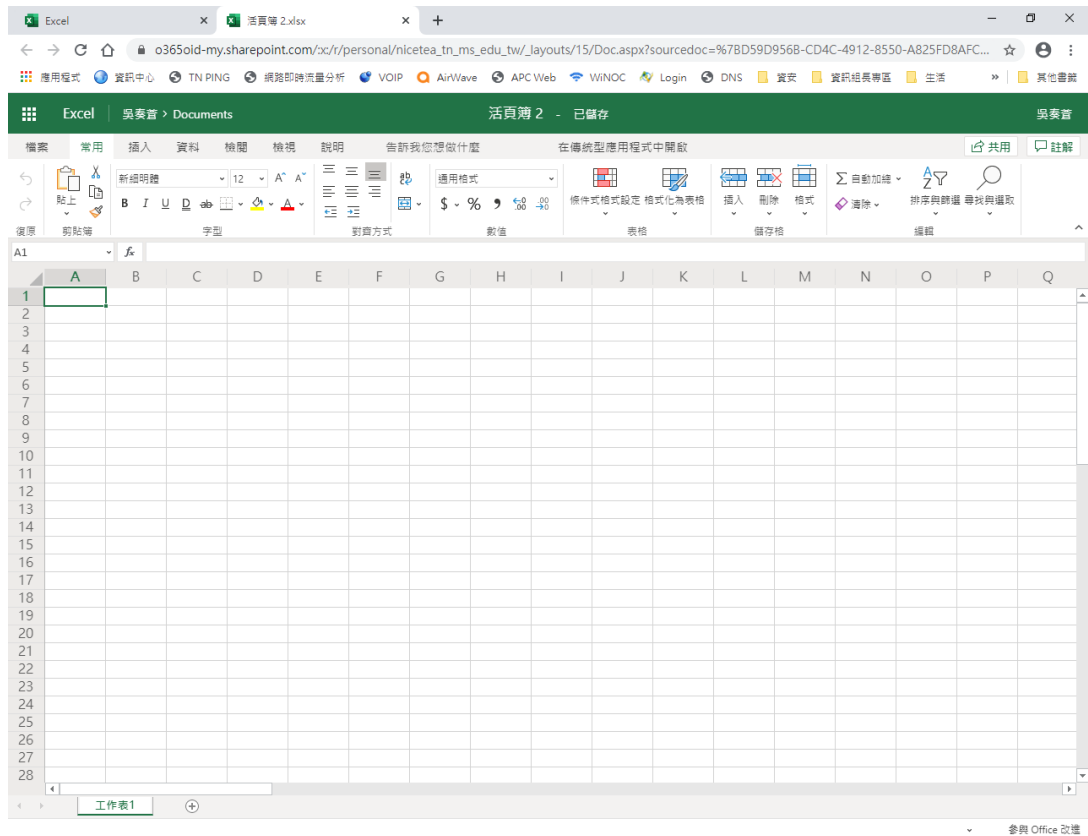 Excel 活頁簿 2.xlsx
o365oid-my.sharepoint.com/:x:/r/personal/nicetea_tn_ms_edu_tw/_layouts/15/Doc.aspx?sourcedoc=%7BD59D956B-CD4C-4912-8550-A825FD8AFC...
應用程式 資訊中心 TN PING 網路即時流量分析 VOIP AirWave APC Web WiNOC Login DNS 資安 資訊組長專區 生活 » 其他書籤
Excel 吳奏首 > Documents 活頁簿 2 - 已儲存 吳奏首
檔案 常用 插入 資料 檢閱 檢視 說明 告訴我您想做什麼 在傳統型應用程式中開啟 共用 註解
貼上 新細明體 12 A A ab 通用格式 條件式格式設定 格式化為表格 插入 刪除 格式 Σ 自動加總 排序與篩選 尋找與選取
B I U D ab A $ % 9 .00 .00 清除
復原 剪貼簿 字型 對齊方式 數值 表格 儲存格 編輯
A1 fx
A B C D E F G H I J K L M N O P Q
1
2
3
4
5
6
7
8
9
10
11
12
13
14
15
16
17
18
19
20
21
22
23
24
25
26
27
28
工作表1
參與 Office 改進